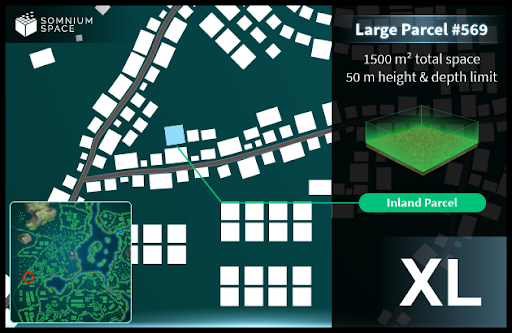 SOMNIUM
SPACE
Large Parcel #569
1500 m² total space
50 m height & depth limit
Inland Parcel
XL